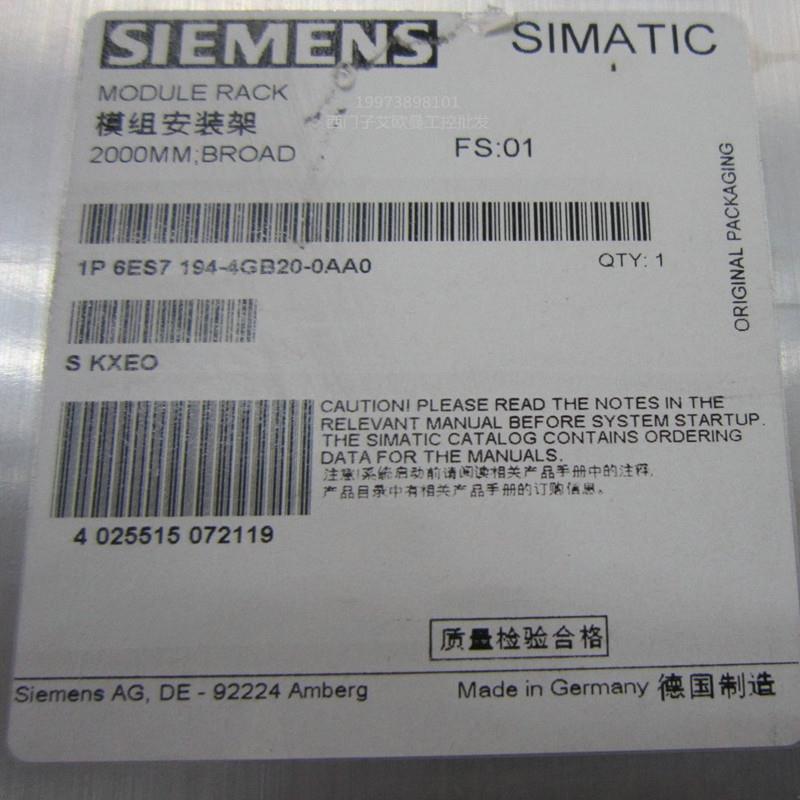 SIEMENS SIMATIC
MODULE RACK
19973898101
模组安装架
西门子艾欧曼工控批发
2000MM;BROAD FS:01
ORIGINAL PACKAGING
1P 6ES7 194-4GB20-0AA0 QTY: 1
S KXEO
CAUTION! PLEASE READ THE NOTES IN THE
RELEVANT MANUAL BEFORE SYSTEM STARTUP.
THE SIMATIC CATALOG CONTAINS ORDERING
DATA FOR THE MANUALS.
注意!系统启动前请阅读相关产品手册中的注释,
产品目录中有相关产品手册的订购信息。
4 025515 072119
质量检验合格
Siemens AG, DE - 92224 Amberg Made in Germany 德国制造